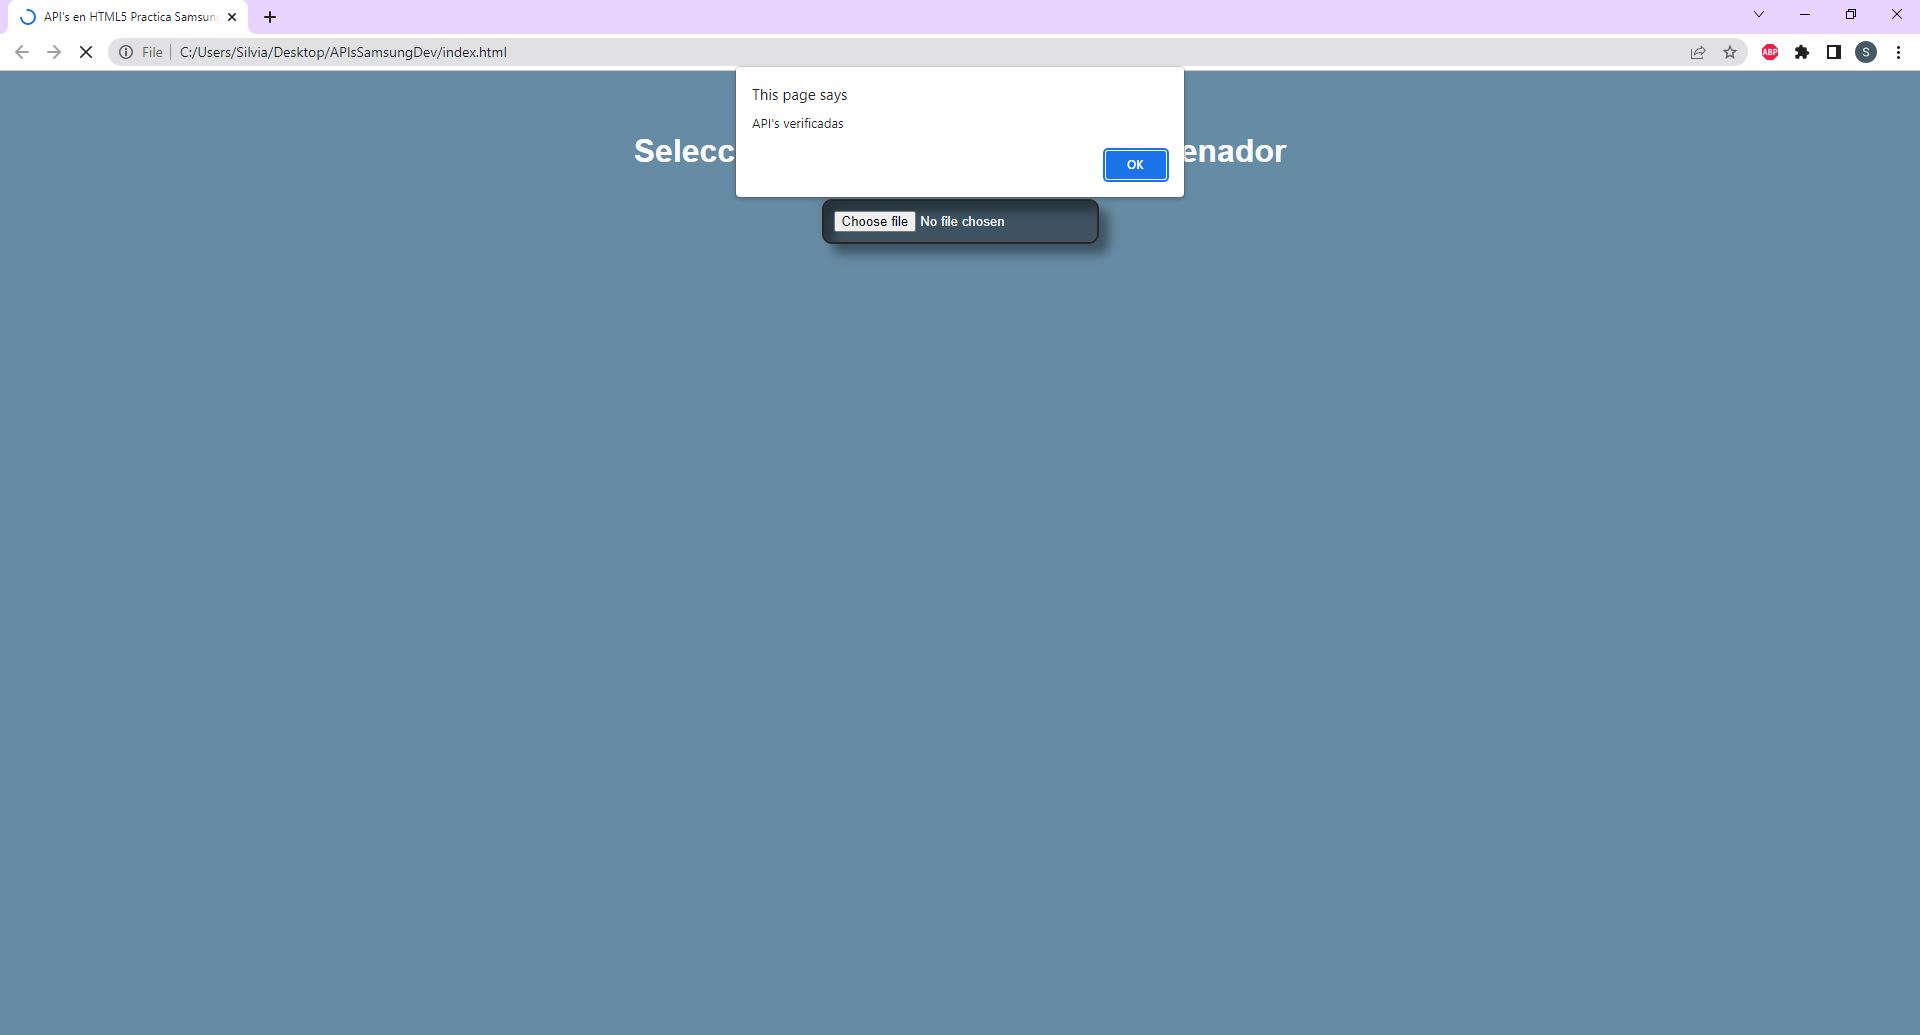 API's en HTML5 Practica Samsun
File C:/Users/Silvia/Desktop/APIsSamsungDev/index.html
ABP
S
This page says
API's verificadas
OK
Selecc enador
Choose file No file chosen